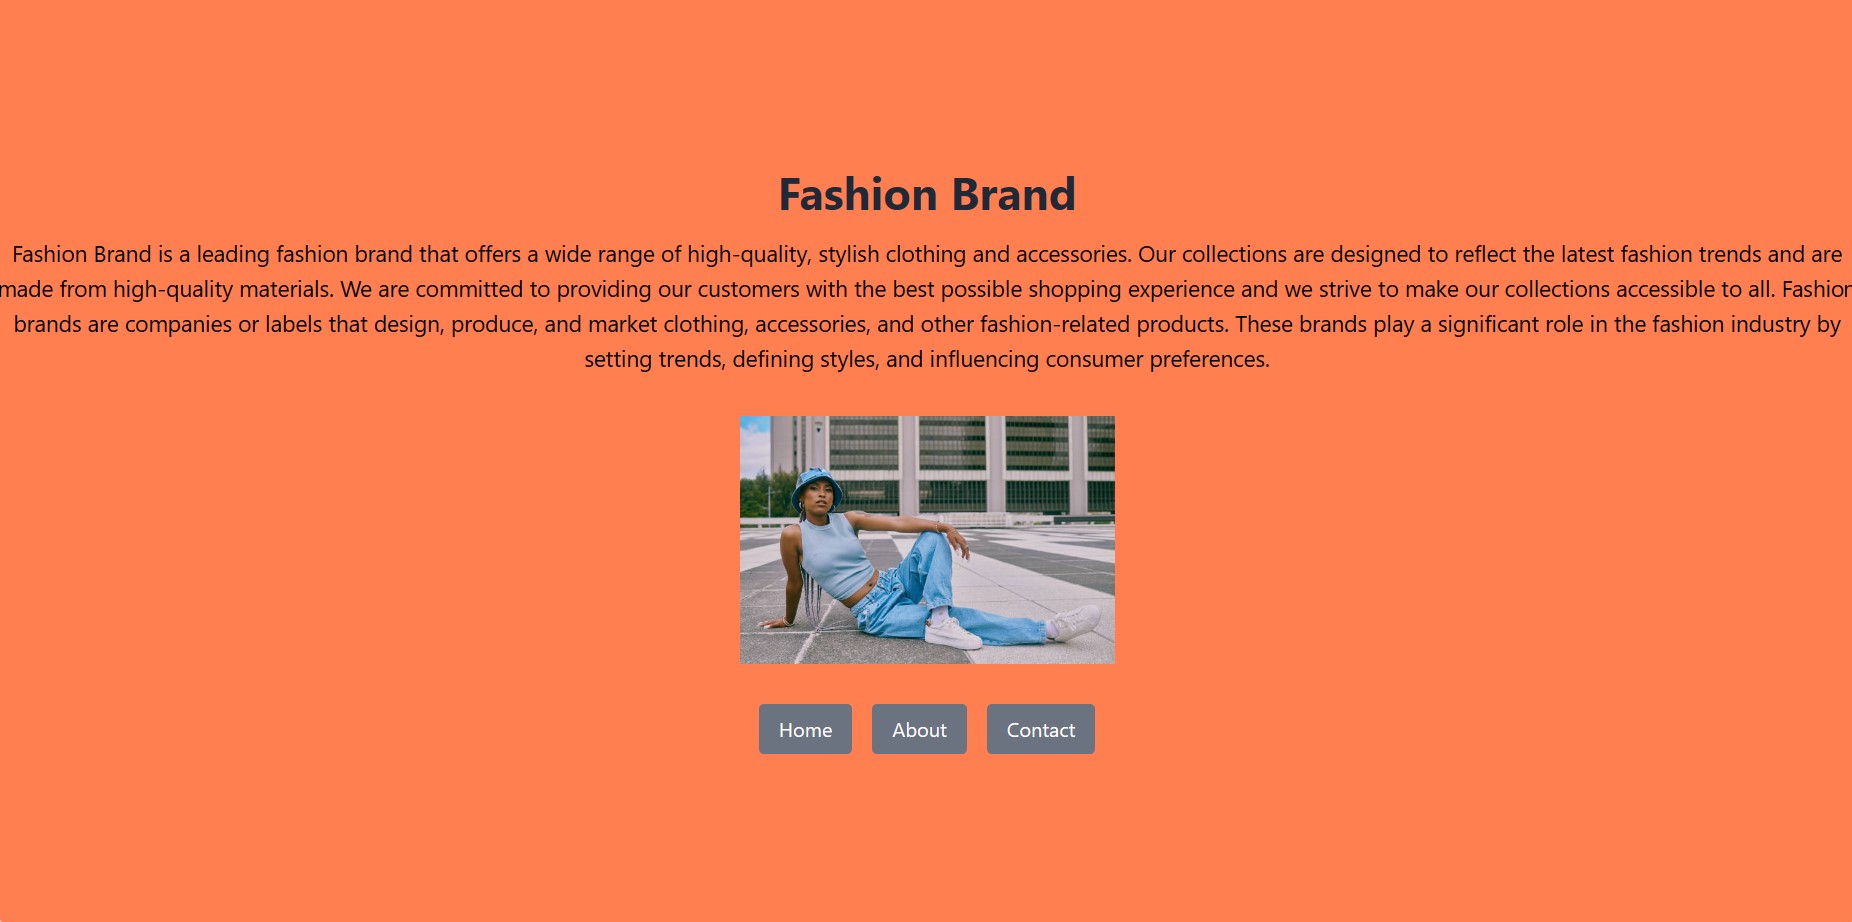 Fashion Brand
Fashion Brand is a leading fashion brand that offers a wide range of high-quality, stylish clothing and accessories. Our collections are designed to reflect the latest fashion trends and are
made from high-quality materials. We are committed to providing our customers with the best possible shopping experience and we strive to make our collections accessible to all. Fashion
brands are companies or labels that design, produce, and market clothing, accessories, and other fashion-related products. These brands play a significant role in the fashion industry by
setting trends, defining styles, and influencing consumer preferences.
Home
About
Contact